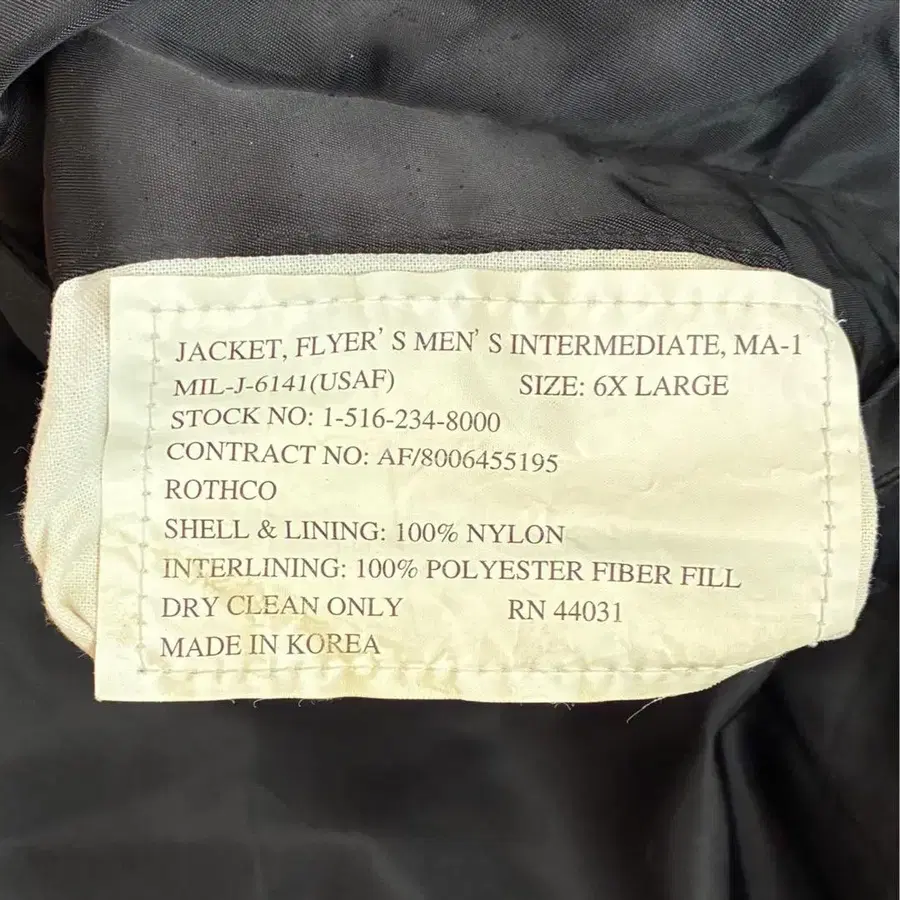 JACKET, FLYER'S MEN'S INTERMEDIATE, MA-1
MIL-J-6141(USAF) SIZE: 6X LARGE
STOCK NO: 1-516-234-8000
CONTRACT NO: AF/8006455195
ROTHCO
SHELL & LINING: 100% NYLON
INTERLINING: 100% POLYESTER FIBER FILL
DRY CLEAN ONLY RN 44031
MADE IN KOREA